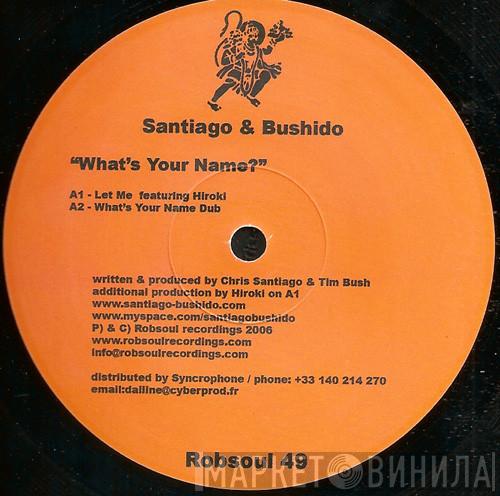 Santiago & Bushido
“What's Your Name?”
A1 - Let Me featuring Hiroki
A2 - What's Your Name Dub
written & produced by Chris Santiago & Tim Bush
additional production by Hiroki on A1
www.santiago-bushido.com
www.myspace.com/santiagobushido
P) & C) Robsoul recordings 2006
www.robsoulrecordings.com
info@robsoulrecordings.com
distributed by Syncrophone / phone: +33 140 214 270
email:dailine@cyberprod.fr
Robsoul 49
МАРКЕТ ВИНИЛА